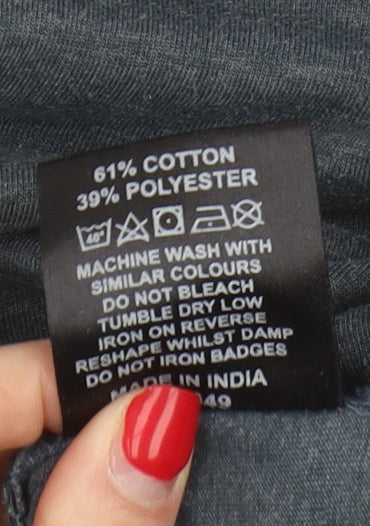 61% COTTON
39% POLYESTER
40°
MACHINE WASH WITH
SIMILAR COLOURS
DO NOT BLEACH
TUMBLE DRY LOW
IRON ON REVERSE
RESHAPE WHILST DAMP
DO NOT IRON BADGES
MADE IN INDIA